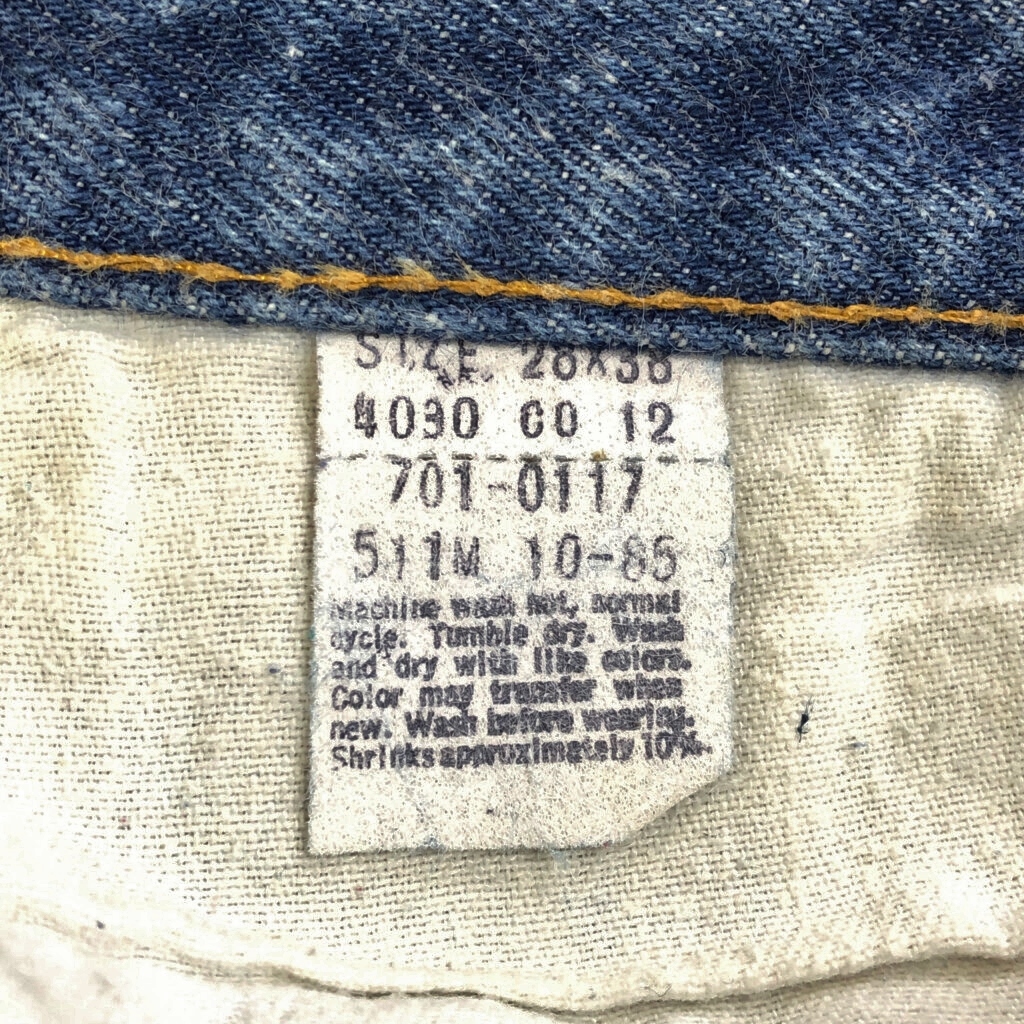 SIZE 28X38
4030 CO 12
701-0117
511M 10-85
Machine wash hot, normal
cycle. Tumble dry. Wash
and dry with like colors.
Color may transfer when
new. Wash before wearing.
Shrinks approximately 10%.